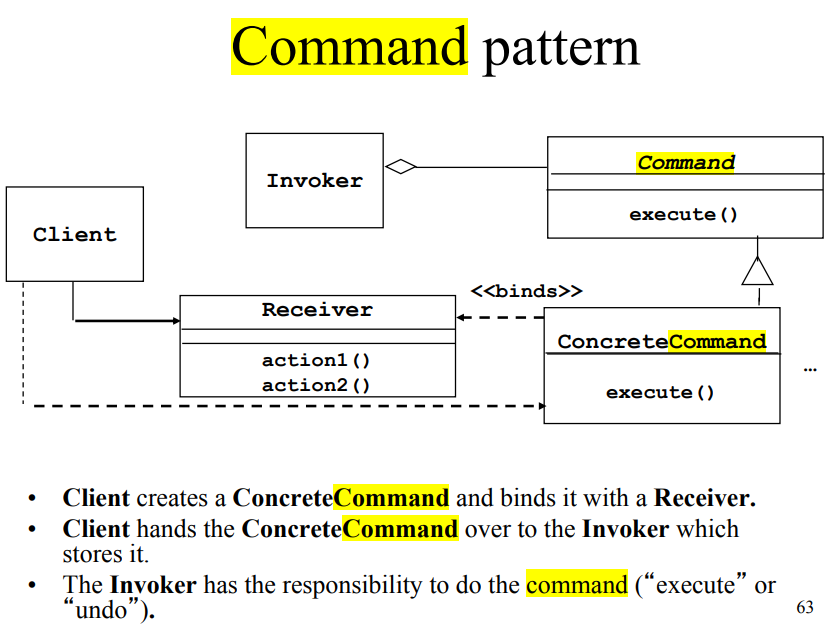 Command pattern
Invoker
Command
execute()
Client
<<binds>>
Receiver
action1()
action2()
ConcreteCommand
execute()
...
• Client creates a ConcreteCommand and binds it with a Receiver.
• Client hands the ConcreteCommand over to the Invoker which
stores it.
• The Invoker has the responsibility to do the command (“execute” or
“undo”).
63